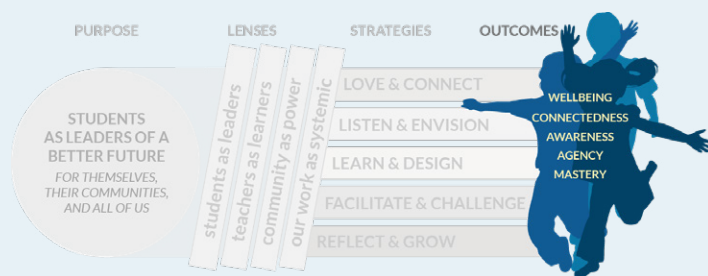 PURPOSE
LENSES
STRATEGIES
OUTCOMES
STUDENTS
AS LEADERS OF A
BETTER FUTURE
FOR THEMSELVES,
THEIR COMMUNITIES,
AND ALL OF US
students as leaders
teachers as learners
community as power
our work as systemic
LOVE & CONNECT
LISTEN & ENVISION
LEARN & DESIGN
FACILITATE & CHALLENGE
REFLECT & GROW
WELLBEING
CONNECTEDNESS
AWARENESS
AGENCY
MASTERY